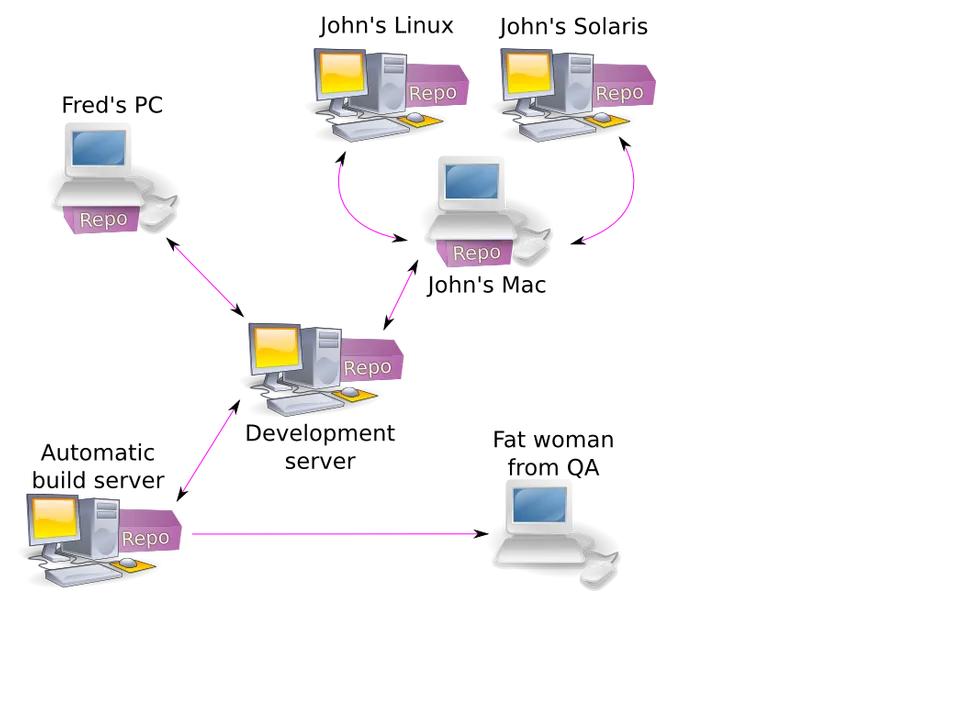 John's Linux
John's Solaris
Repo
Repo
Fred's PC
Repo
Repo
John's Mac
Repo
Development
server
Automatic
build server
Repo
Fat woman
from QA